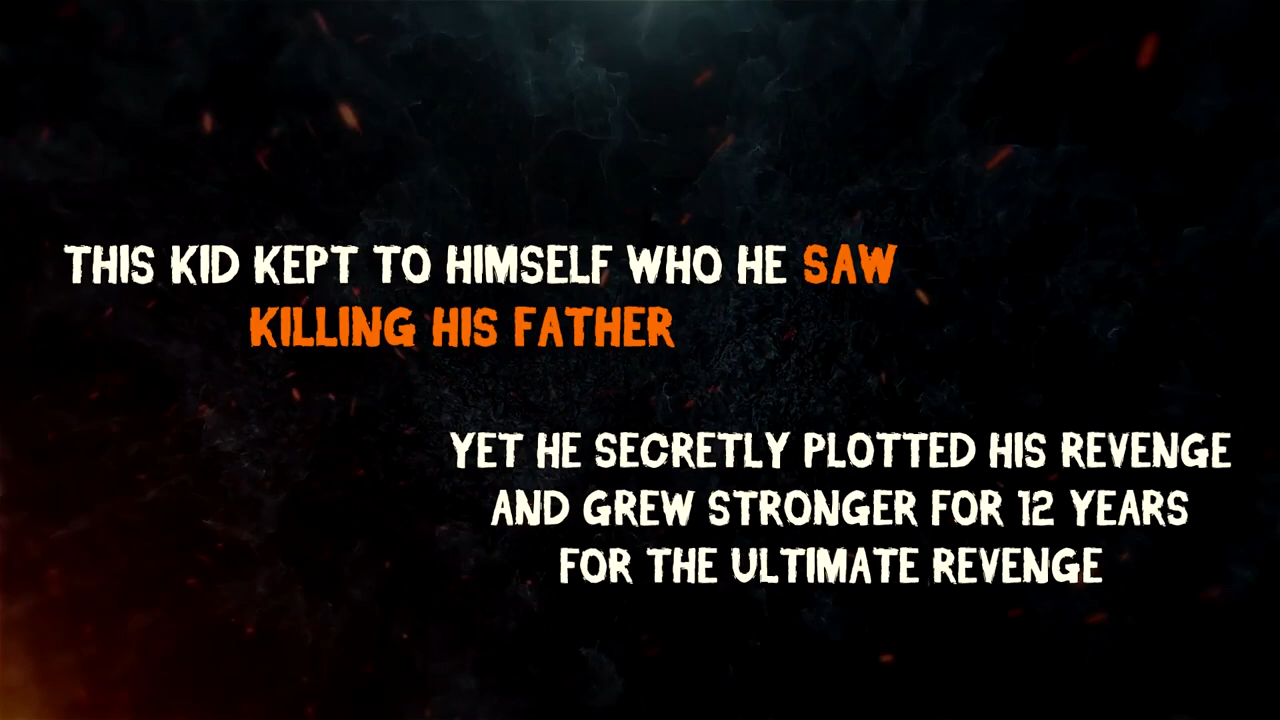 THIS KID KEPT TO HIMSELF WHO HE SAW
KILLING HIS FATHER
YET HE SECRETLY PLOTTED HIS REVENGE
AND GREW STRONGER FOR 12 YEARS
FOR THE ULTIMATE REVENGE